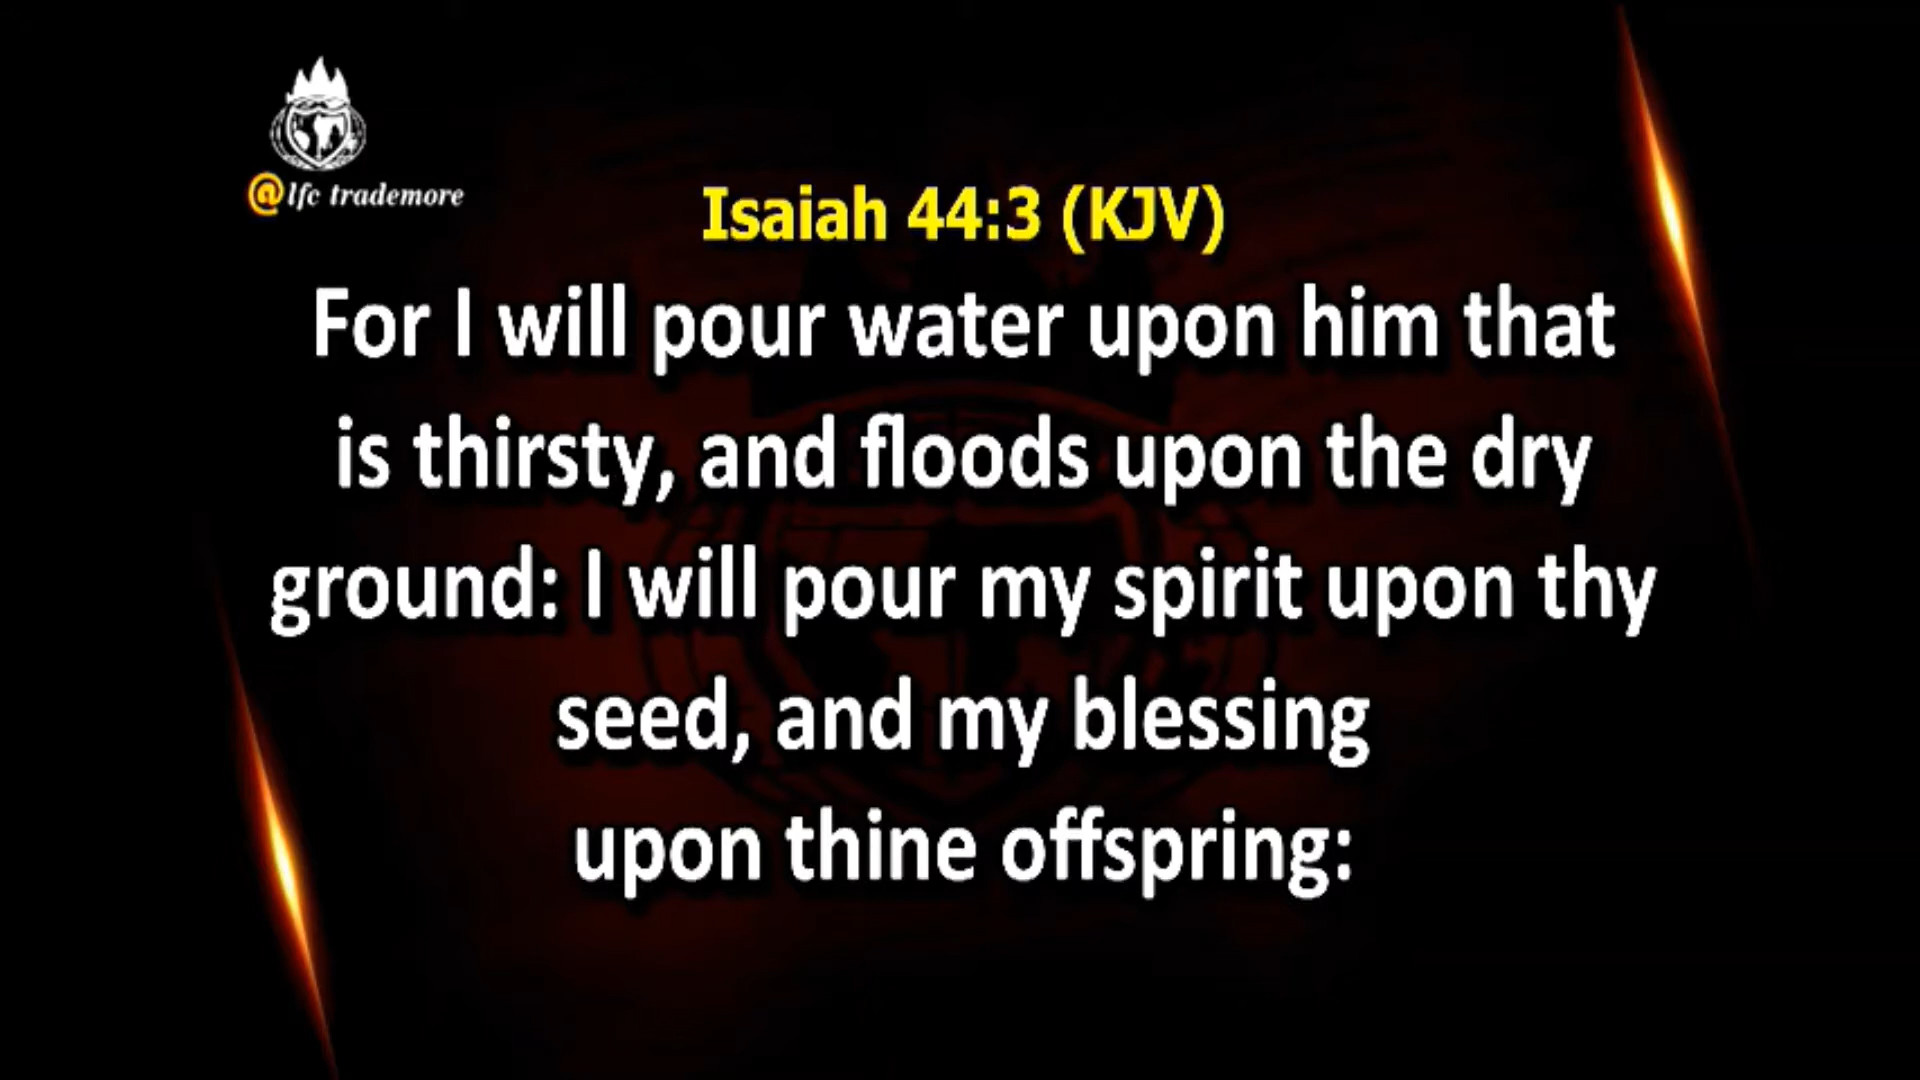 @lfc trademore
Isaiah 44:3 (KJV)
For I will pour water upon him that
is thirsty, and floods upon the dry
ground: I will pour my spirit upon thy
seed, and my blessing
upon thine offspring: